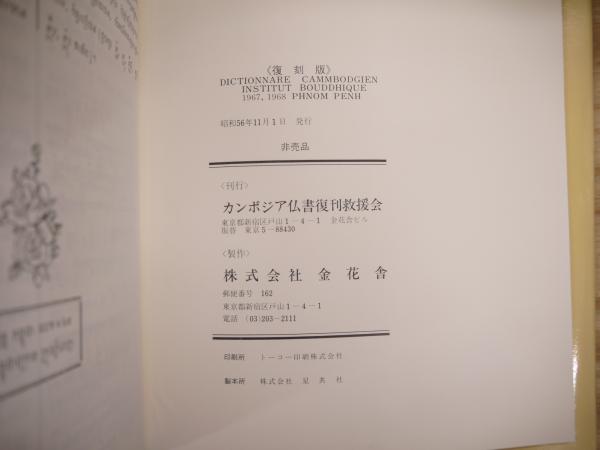 《復刻版》
DICTIONNARE CAMMBODGIEN
INSTITUT BOUDDHIQUE
1967, 1968 PHNOM PENH
昭和56年11月1日 発行
非売品
〈刊行〉
カンボジア仏書復刊救援会
東京都新宿区戸山1-4-1 金花舎ビル
振替 東京5-88430
〈製作〉
株式会社金花舎
郵便番号 162
東京都新宿区戸山1-4-1
電話 (03)203-2111
印刷所 トーコー印刷株式会社
製本所 株式会社 星共社